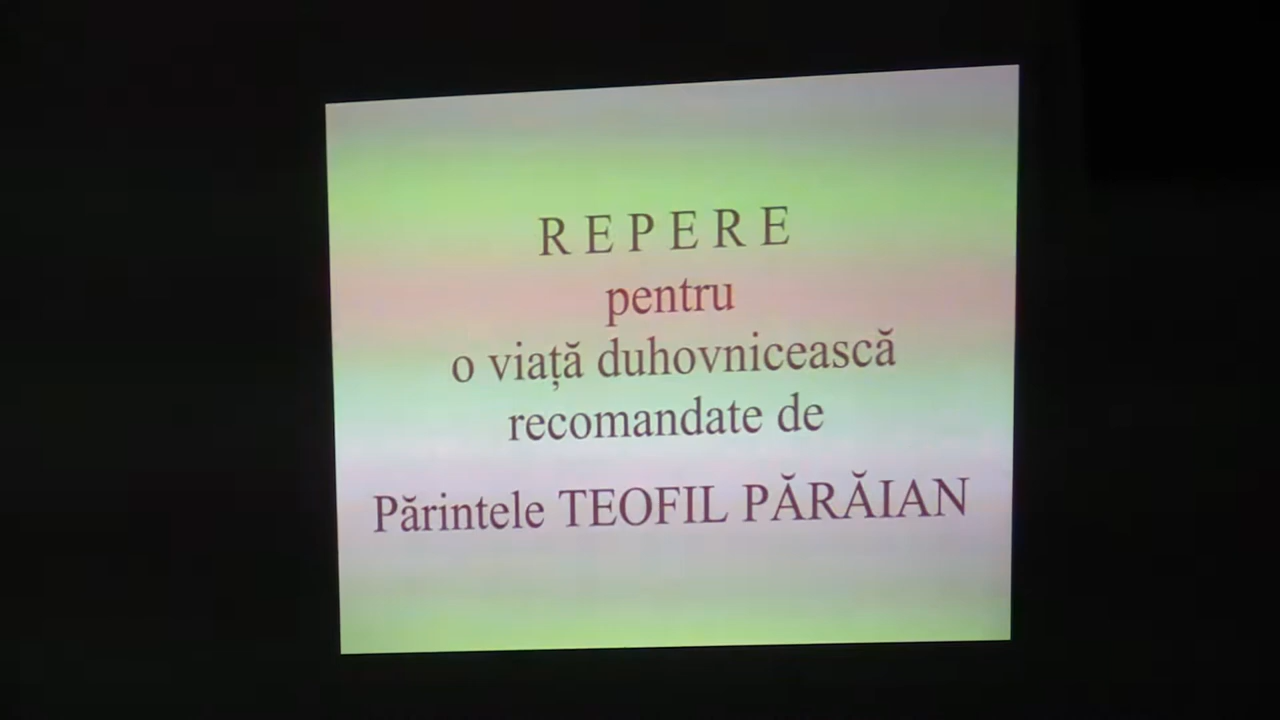 R E P E R E
pentru
o viață duhovnicească
recomandate de
Părintele TEOFIL PĂRĂIAN